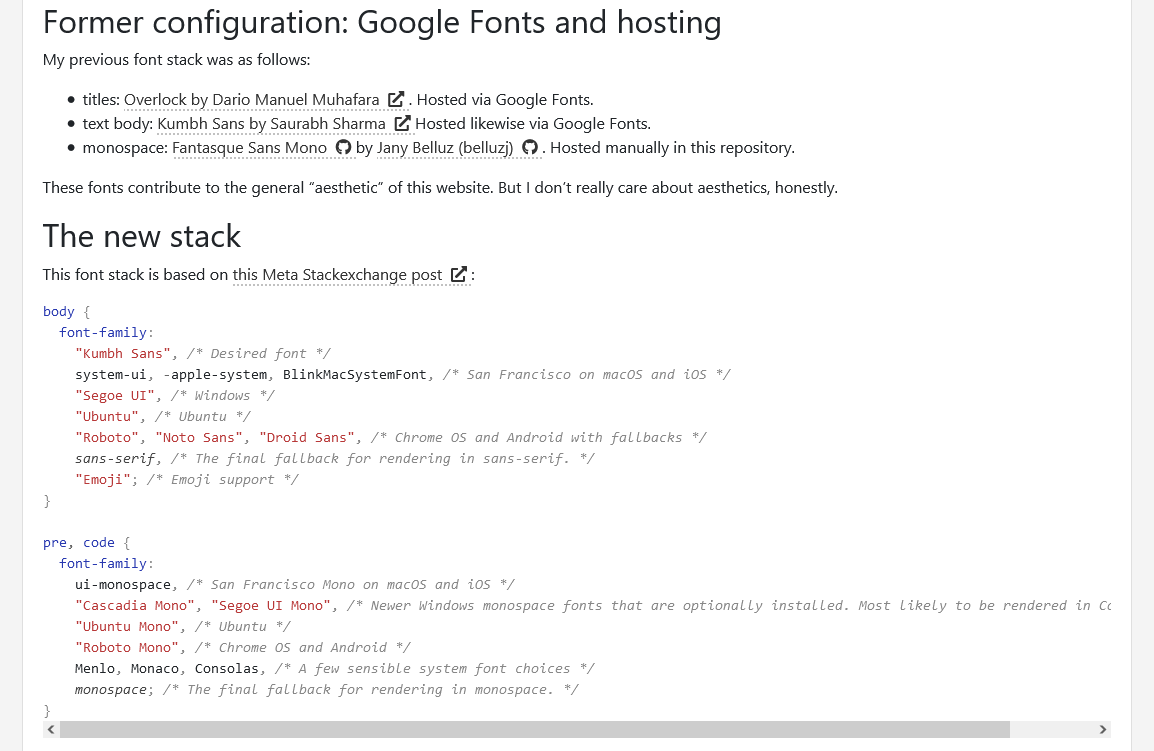 Former configuration: Google Fonts and hosting
My previous font stack was as follows:
• titles: Overlock by Dario Manuel Muhafara . Hosted via Google Fonts.
• text body: Kumbh Sans by Saurabh Sharma Hosted likewise via Google Fonts.
• monospace: Fantasque Sans Mono by Jany Belluz (belluzj) . Hosted manually in this repository.
These fonts contribute to the general “aesthetic” of this website. But I don’t really care about aesthetics, honestly.
The new stack
This font stack is based on this Meta Stackexchange post :
body {
  font-family:
    "Kumbh Sans", /* Desired font */
    system-ui, -apple-system, BlinkMacSystemFont, /* San Francisco on macOS and iOS */
    "Segoe UI", /* Windows */
    "Ubuntu", /* Ubuntu */
    "Roboto", "Noto Sans", "Droid Sans", /* Chrome OS and Android with fallbacks */
    sans-serif, /* The final fallback for rendering in sans-serif. */
    "Emoji"; /* Emoji support */
}
pre, code {
  font-family:
    ui-monospace, /* San Francisco Mono on macOS and iOS */
    "Cascadia Mono", "Segoe UI Mono", /* Newer Windows monospace fonts that are optionally installed. Most likely to be rendered in
    "Ubuntu Mono", /* Ubuntu */
    "Roboto Mono", /* Chrome OS and Android */
    Menlo, Monaco, Consolas, /* A few sensible system font choices */
    monospace; /* The final fallback for rendering in monospace. */
}